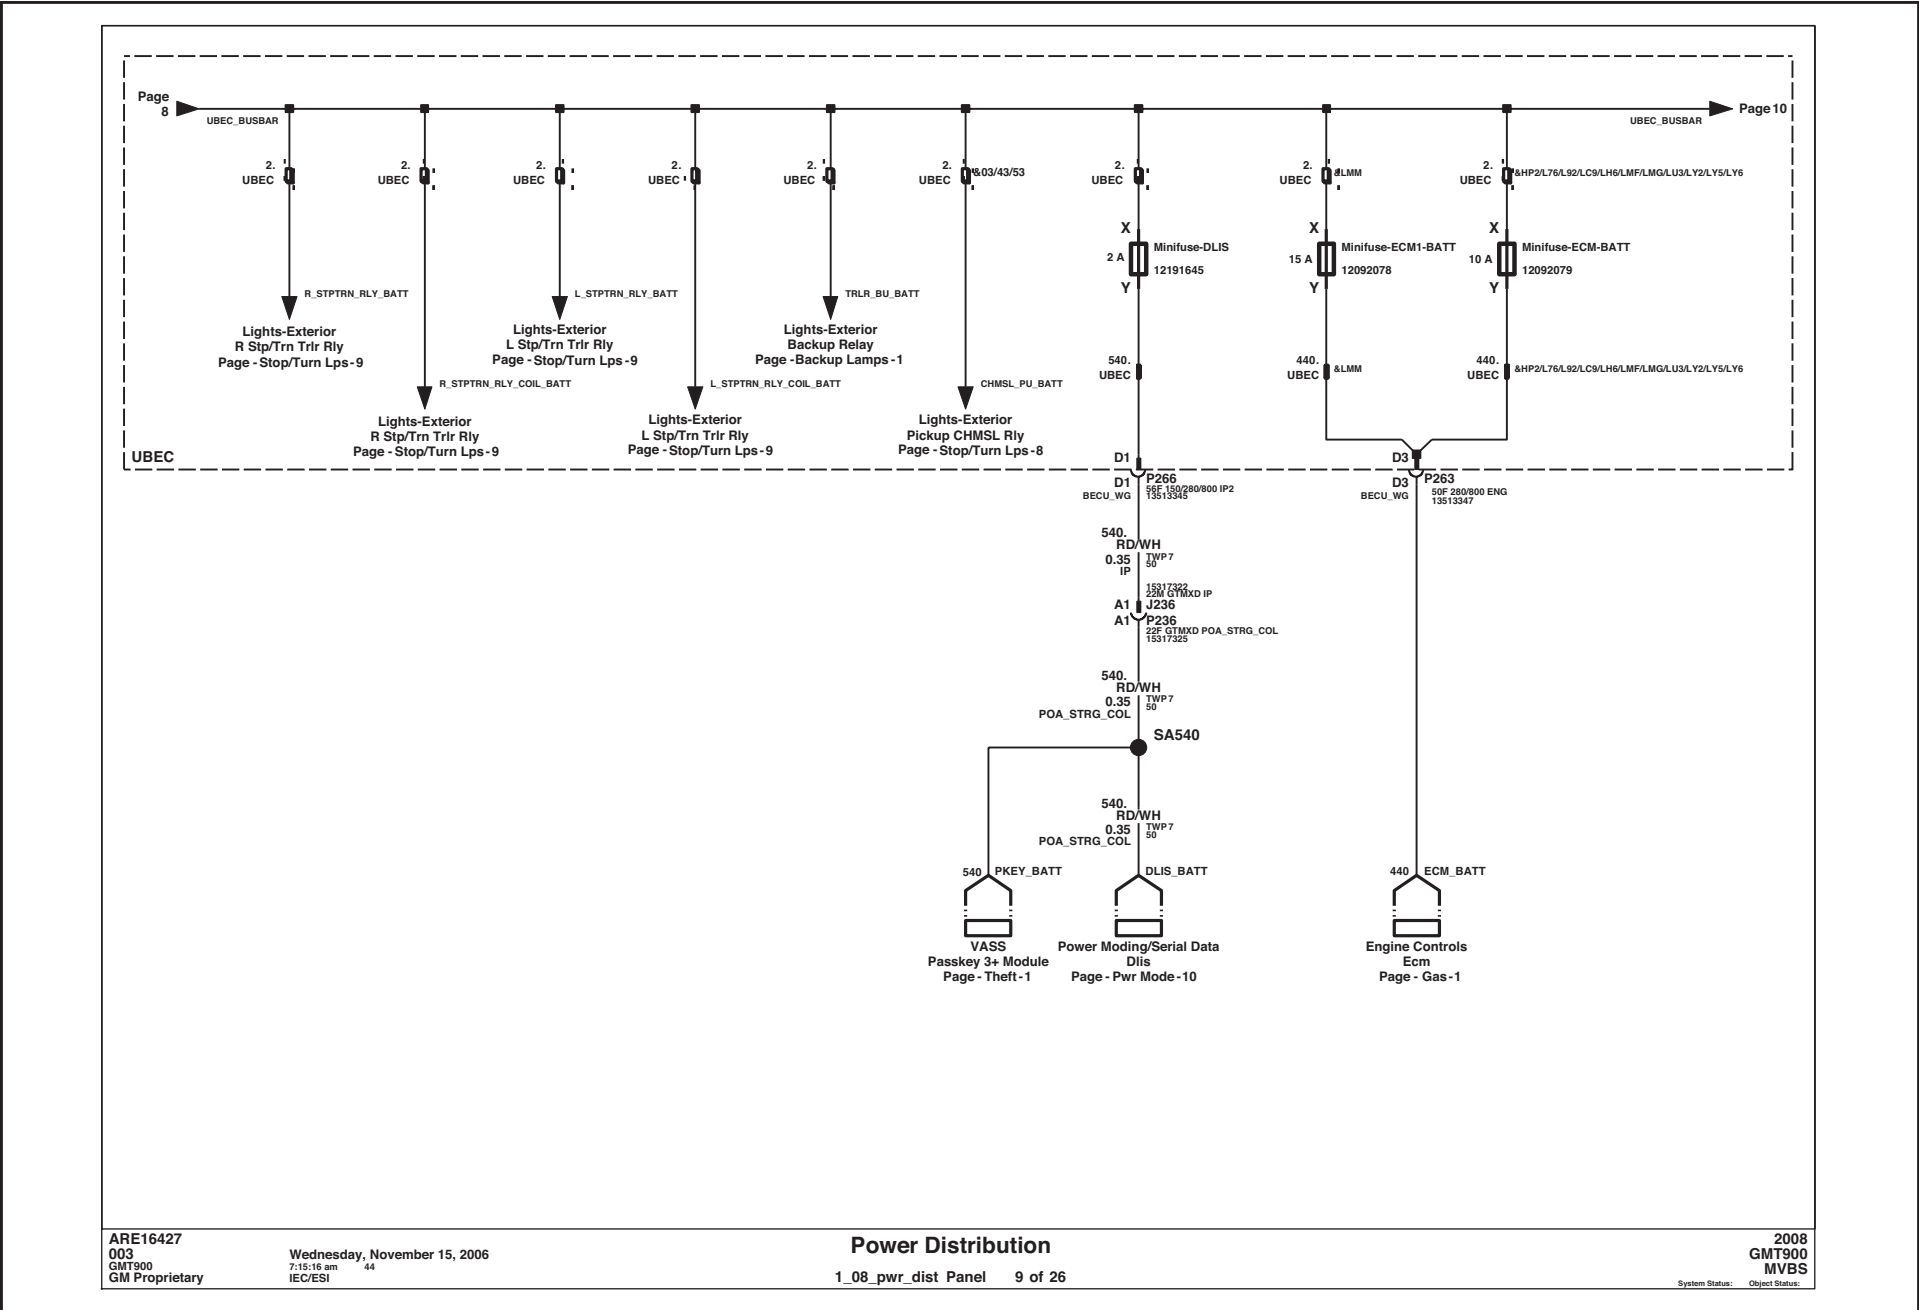 Page
8
UBEC_BUSBAR
UBEC_BUSBAR
Page 10
2.
UBEC
2.
UBEC
2.
UBEC
2.
UBEC
2.
UBEC
2.
UBEC
&03/43/53
2.
UBEC
2.
UBEC
&LMM
2.
UBEC
&HP2/L76/L92/LC9/LH6/LMF/LMG/LU3/LY2/LY5/LY6
X
2 A
Minifuse-DLIS
12191645
Y
X
15 A
Minifuse-ECM1-BATT
12092078
Y
X
10 A
Minifuse-ECM-BATT
12092079
Y
R_STPTRN_RLY_BATT
Lights-Exterior
R Stp/Trn Trlr Rly
Page - Stop/Turn Lps-9
L_STPTRN_RLY_BATT
Lights-Exterior
L Stp/Trn Trlr Rly
Page - Stop/Turn Lps-9
TRLR_BU_BATT
Lights-Exterior
Backup Relay
Page -Backup Lamps-1
540.
UBEC
440.
UBEC
&LMM
440.
UBEC
&HP2/L76/L92/LC9/LH6/LMF/LMG/LU3/LY2/LY5/LY6
R_STPTRN_RLY_COIL_BATT
Lights-Exterior
R Stp/Trn Trlr Rly
Page - Stop/Turn Lps-9
L_STPTRN_RLY_COIL_BATT
Lights-Exterior
L Stp/Trn Trlr Rly
Page - Stop/Turn Lps-9
CHMSL_PU_BATT
Lights-Exterior
Pickup CHMSL Rly
Page - Stop/Turn Lps-8
UBEC
D1
D1
P266
BECU_WG
56F 150/280/800 IP2
13513345
D3
D3
P263
BECU_WG
50F 280/800 ENG
13513347
540.
RD/WH
0.35
IP
TWP7
50
15317322
22M GTMXD IP
A1 J236
A1 P236
22F GTMXD POA_STRG_COL
15317325
540.
RD/WH
0.35
POA_STRG_COL
TWP7
50
SA540
540.
RD/WH
0.35
POA_STRG_COL
TWP7
50
540 PKEY_BATT
VASS
Passkey 3+ Module
Page - Theft-1
DLIS_BATT
Power Moding/Serial Data
Dlis
Page - Pwr Mode-10
440 ECM_BATT
Engine Controls
Ecm
Page - Gas-1
ARE16427
003
GMT900
GM Proprietary
Wednesday, November 15, 2006
7:15:16 am 44
IEC/ESI
Power Distribution
1_08_pwr_dist Panel 9 of 26
2008
GMT900
MVBS
System Status: Object Status: